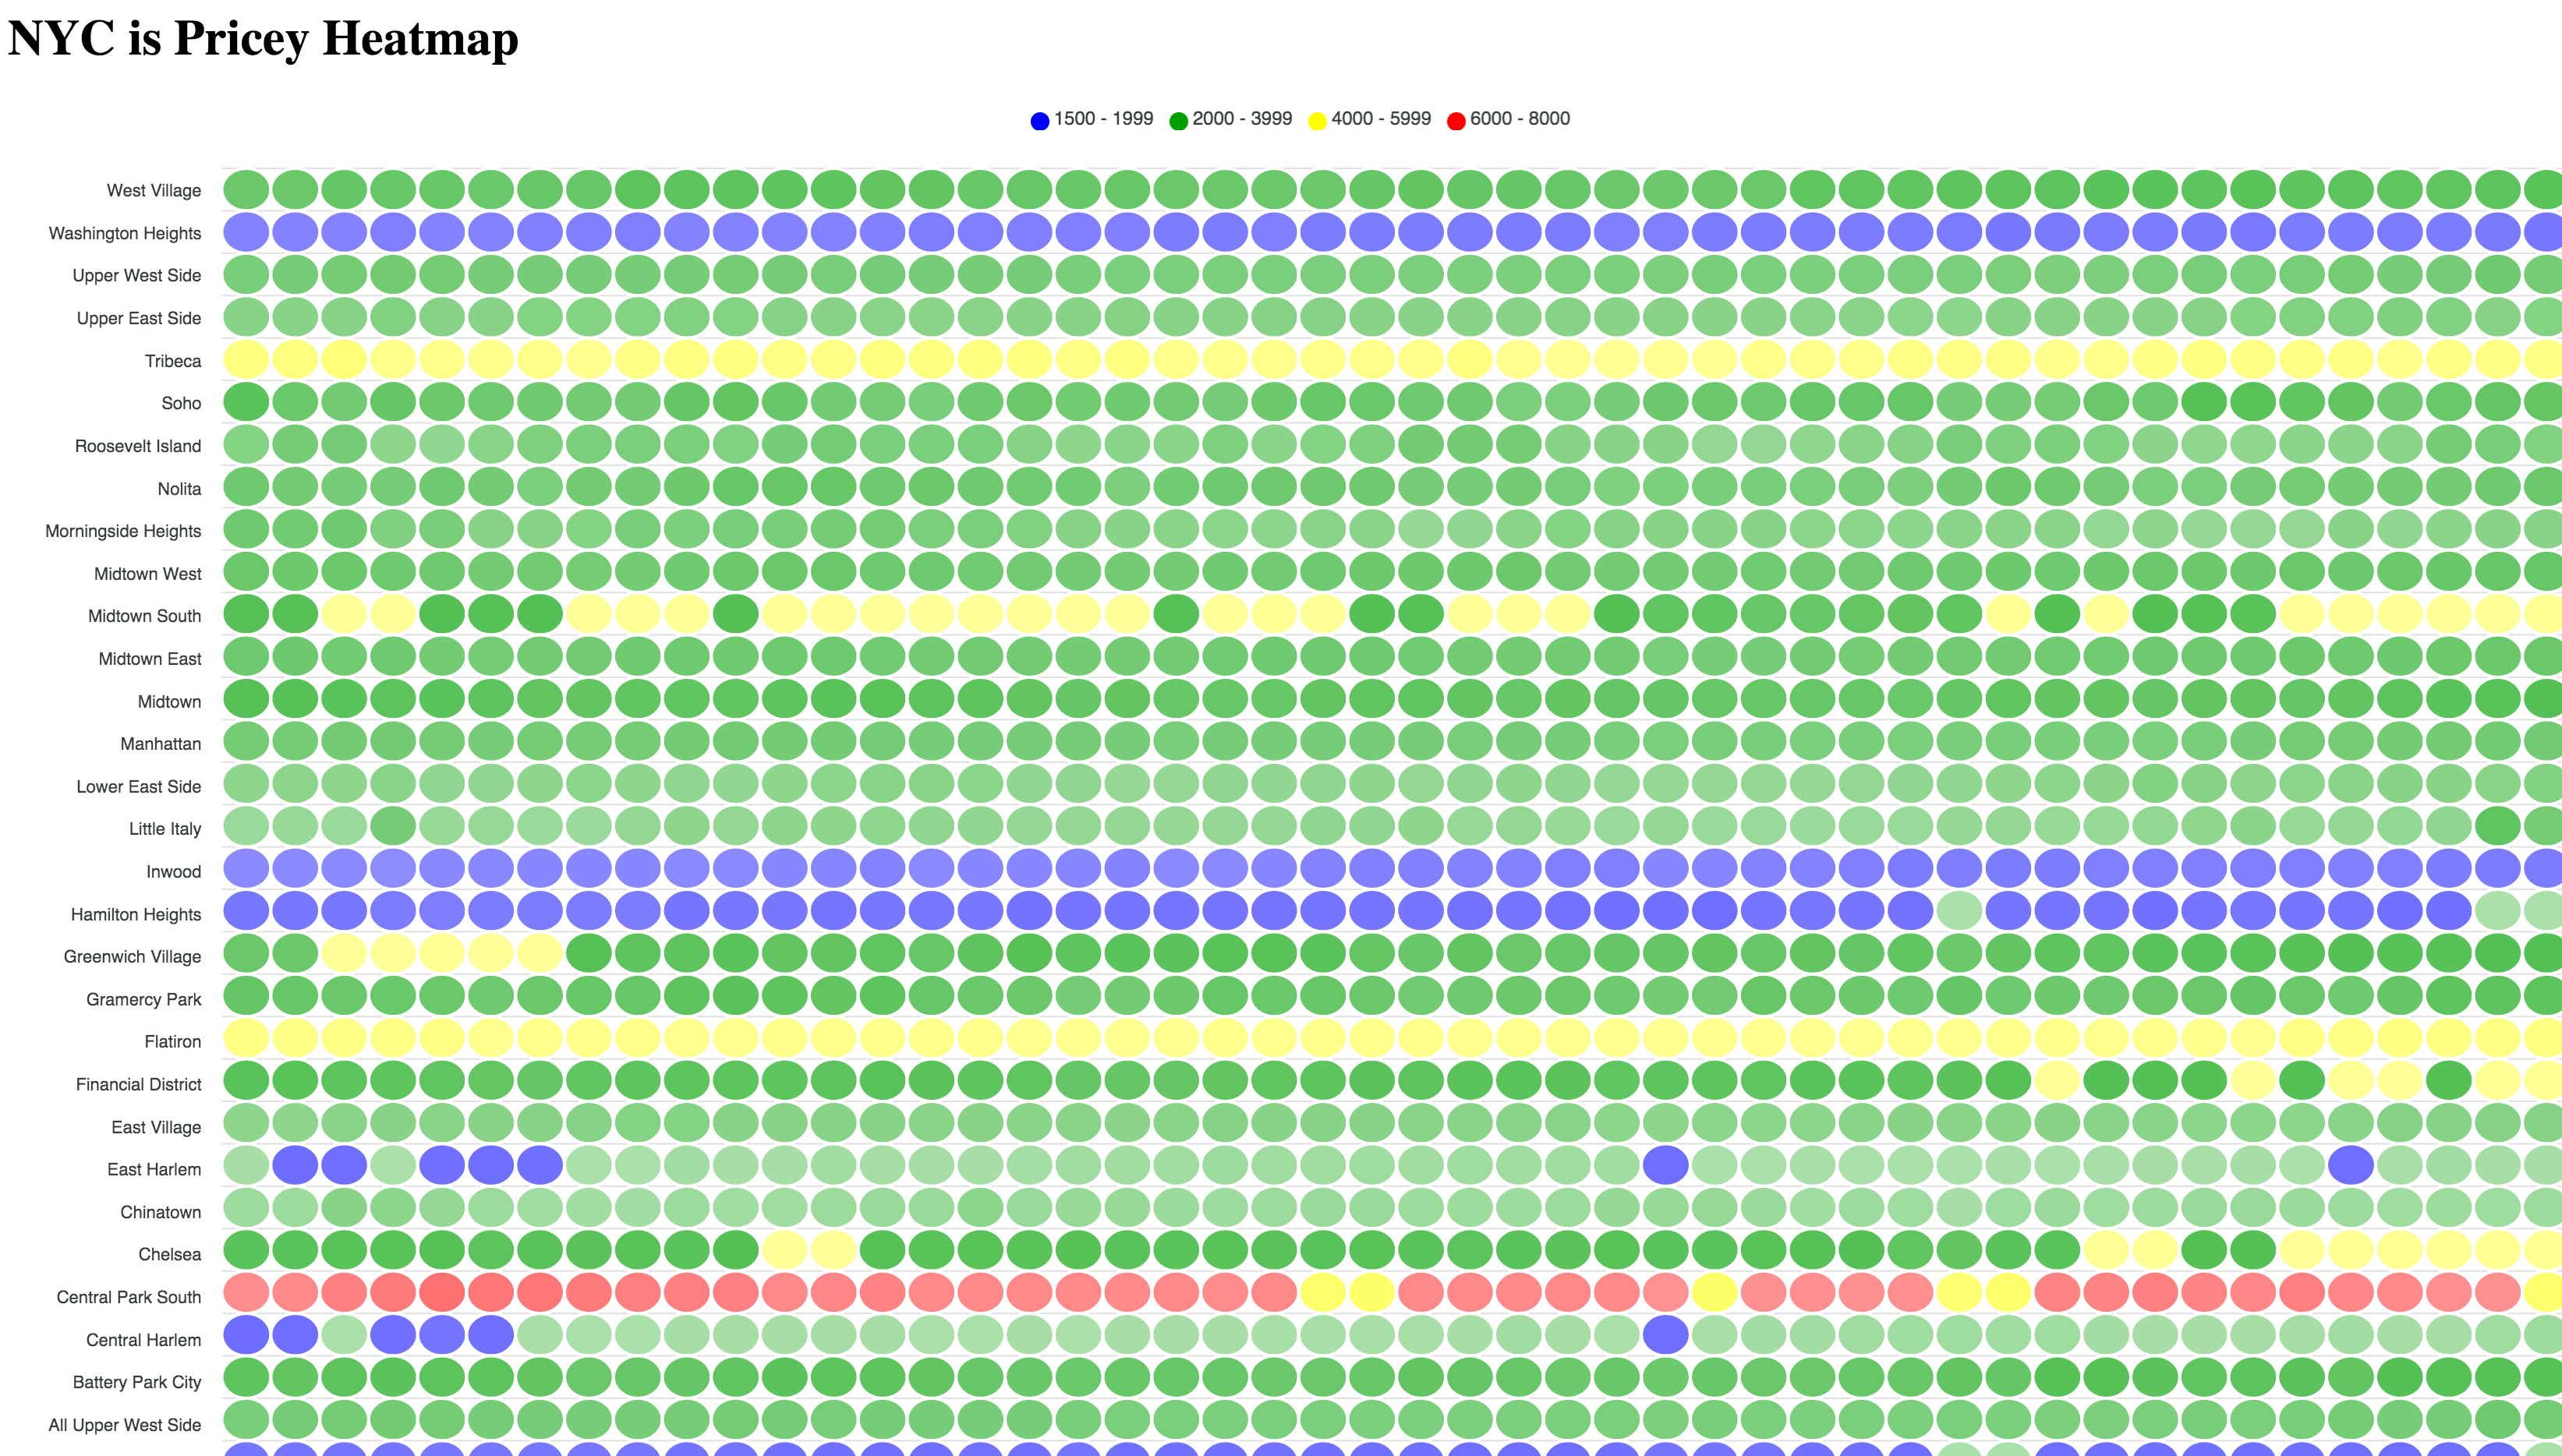 NYC is Pricey Heatmap
1500 - 1999 2000 - 3999 4000 - 5999 6000 - 8000
West Village
Washington Heights
Upper West Side
Upper East Side
Tribeca
Soho
Roosevelt Island
Nolita
Morningside Heights
Midtown West
Midtown South
Midtown East
Midtown
Manhattan
Lower East Side
Little Italy
Inwood
Hamilton Heights
Greenwich Village
Gramercy Park
Flatiron
Financial District
East Village
East Harlem
Chinatown
Chelsea
Central Park South
Central Harlem
Battery Park City
All Upper West Side